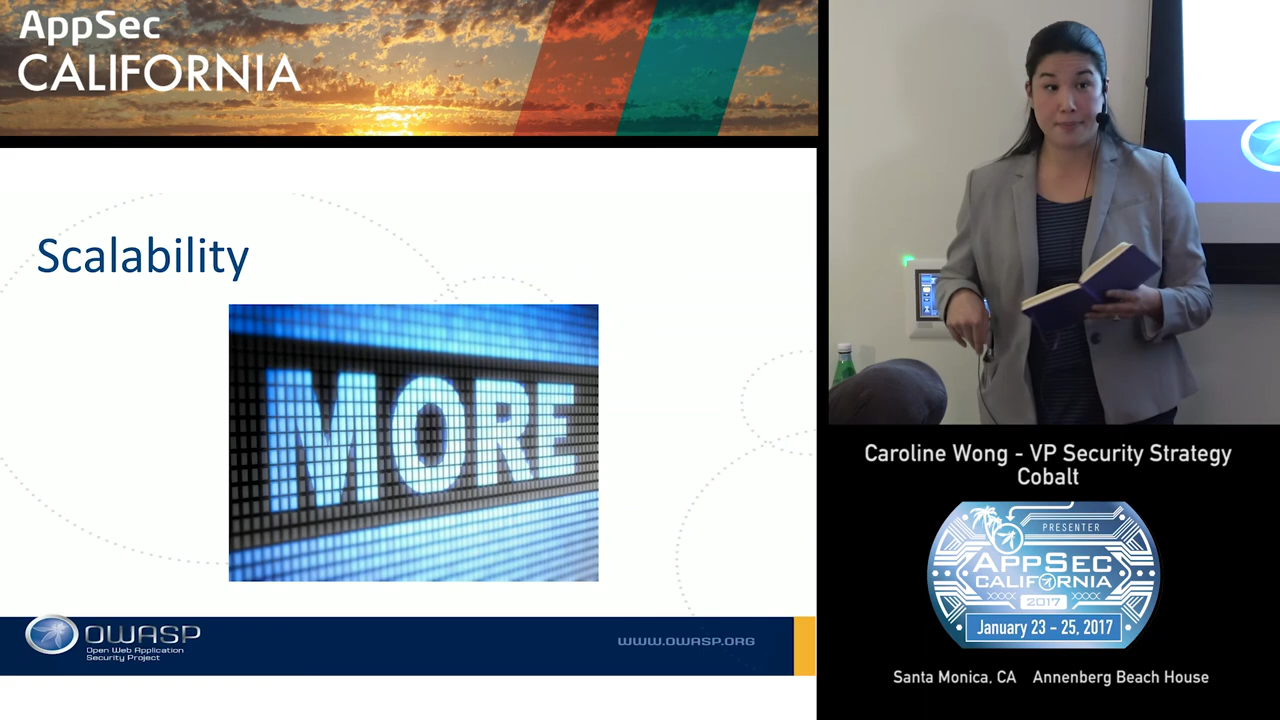 AppSec
CALIFORNIA
Scalability
MORE
OWASP
Open Web Application
Security Project
WWW.OWASP.ORG
Caroline Wong - VP Security Strategy
Cobalt
PRESENTER
APPSEC
CALIFORNIA
2017
January 23 - 25, 2017
Santa Monica, CA Annenberg Beach House